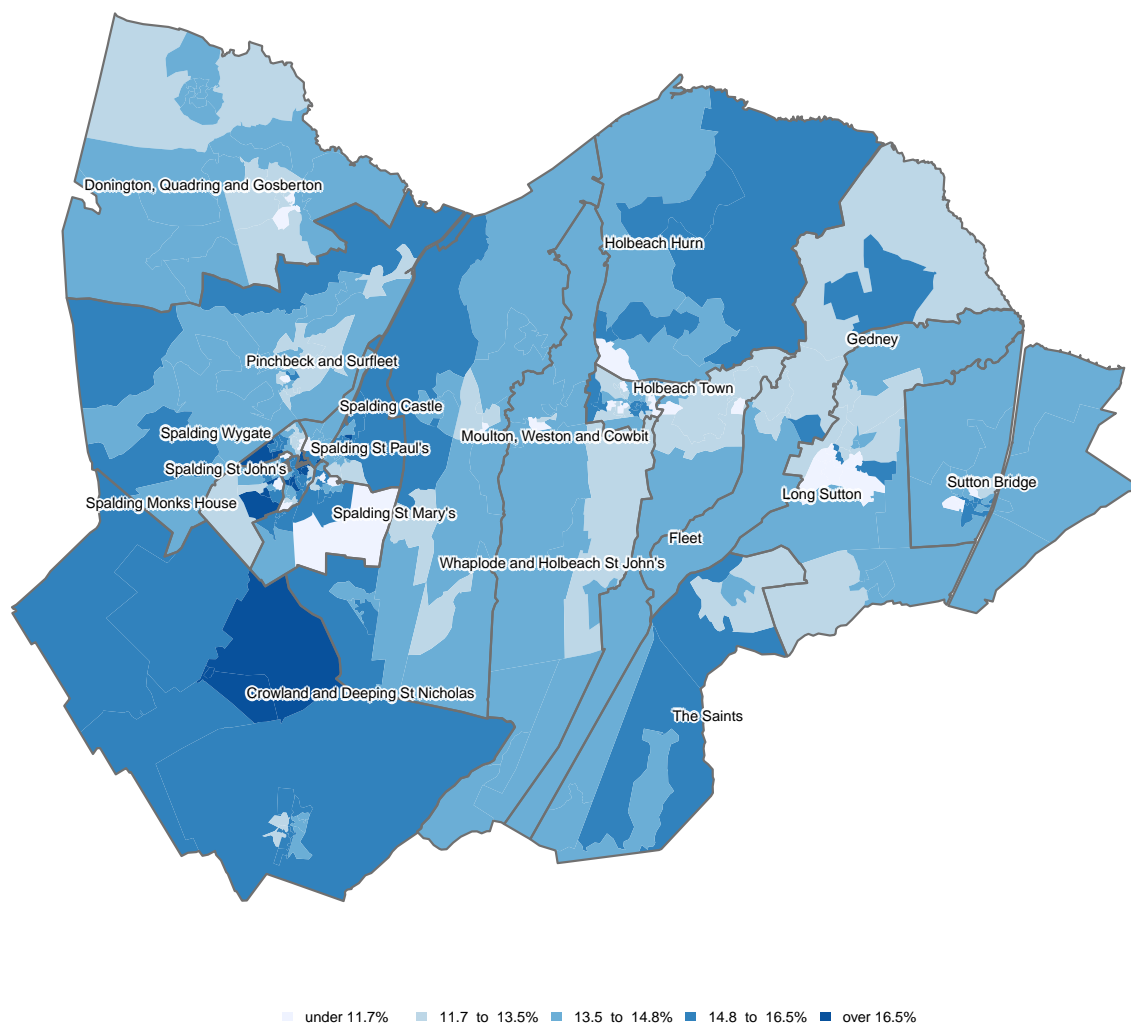 Donington, Quadring and Gosberton
Holbeach Hurn
Gedney
Pinchbeck and Surfleet
Holbeach Town
Spalding Castle
Spalding Wygate
Moulton, Weston and Cowbit
Spalding St Paul's
Spalding St John's
Sutton Bridge
Long Sutton
Spalding Monks House
Spalding St Mary's
Fleet
Whaplode and Holbeach St John's
Crowland and Deeping St Nicholas
The Saints
under 11.7% 11.7 to 13.5% 13.5 to 14.8% 14.8 to 16.5% over 16.5%